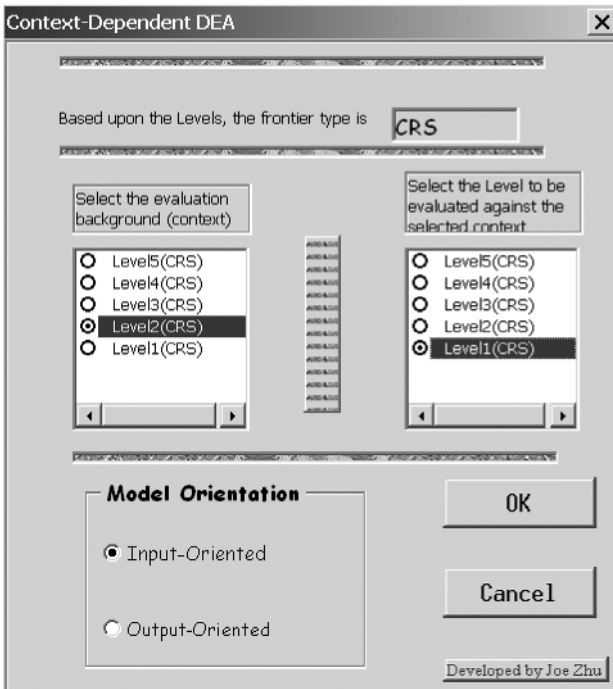 Context-Dependent DEA
Based upon the Levels, the frontier type is
CRS
Select the evaluation
background (context)
Level5(CRS)
Level4(CRS)
Level3(CRS)
Level2(CRS)
Level1(CRS)
Select the Level to be
evaluated against the
selected context
Level5(CRS)
Level4(CRS)
Level3(CRS)
Level2(CRS)
Level1(CRS)
Model Orientation
Input-Oriented
Output-Oriented
OK
Cancel
Developed by Joe Zhu